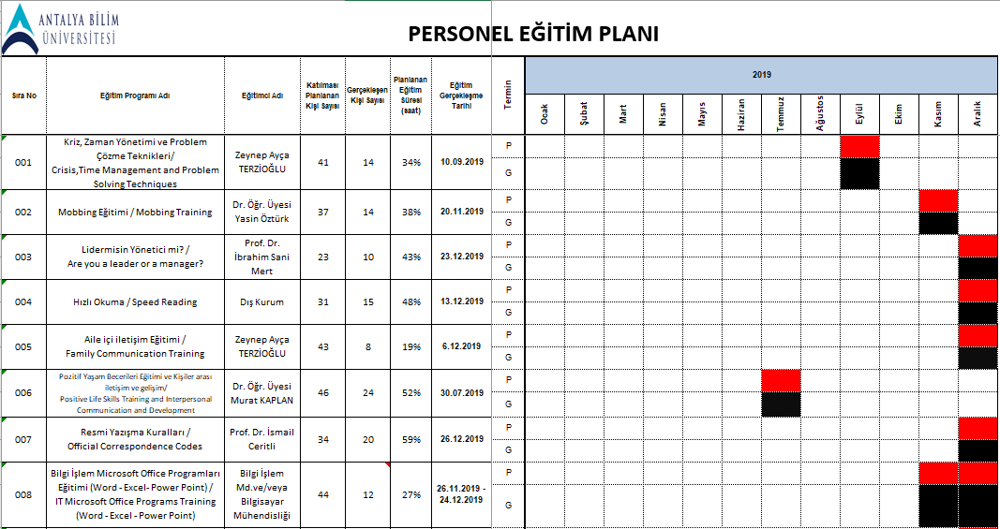 ANTALYA BİLİM
ÜNİVERSİTESİ
PERSONEL EĞİTİM PLANI
Sıra No
Eğitim Programı Adı
Eğitimci Adı
Katılması
Planlanan
Kişi Sayısı
Gerçekleşen
Kişi Sayısı
Planlanan
Eğitim
Süresi
(saat)
Eğitim
Gerçekleşme
Tarihi
Termin
2019
Ocak
Şubat
Mart
Nisan
Mayıs
Haziran
Temmuz
Ağustos
Eylül
Ekim
Kasım
Aralık
001
Kriz, Zaman Yönetimi ve Problem
Çözme Teknikleri/
Crisis,Time Management and Problem
Solving Techniques
Zeynep Ayça
TERZİOĞLU
41
14
34%
10.09.2019
P
G
002
Mobbing Eğitimi / Mobbing Training
Dr. Öğr. Üyesi
Yasin Öztürk
37
14
38%
20.11.2019
P
G
003
Lidermisin Yönetici mi? /
Are you a leader or a manager?
Prof. Dr.
İbrahim Sani
Mert
23
10
43%
23.12.2019
P
G
004
Hızlı Okuma / Speed Reading
Dış Kurum
31
15
48%
13.12.2019
P
G
005
Aile içi iletişim Eğitimi /
Family Communication Training
Zeynep Ayça
TERZİOĞLU
43
8
19%
6.12.2019
P
G
006
Pozitif Yaşam Becerileri Eğitimi ve Kişiler arası
iletişim ve gelişim/
Positive Life Skills Training and Interpersonal
Communication and Development
Dr. Öğr. Üyesi
Murat KAPLAN
46
24
52%
30.07.2019
P
G
007
Resmi Yazışma Kuralları /
Official Correspondence Codes
Prof. Dr. İsmail
Ceritli
34
20
59%
26.12.2019
P
G
008
Bilgi İşlem Microsoft Office Programları
Eğitimi (Word - Excel- Power Point) /
IT Microsoft Office Programs Training
(Word - Excel - Power Point)
Bilgi İşlem
Md.ve/veya
Bilgisayar
Mühendisliği
44
12
27%
26.11.2019 -
24.12.2019
P
G